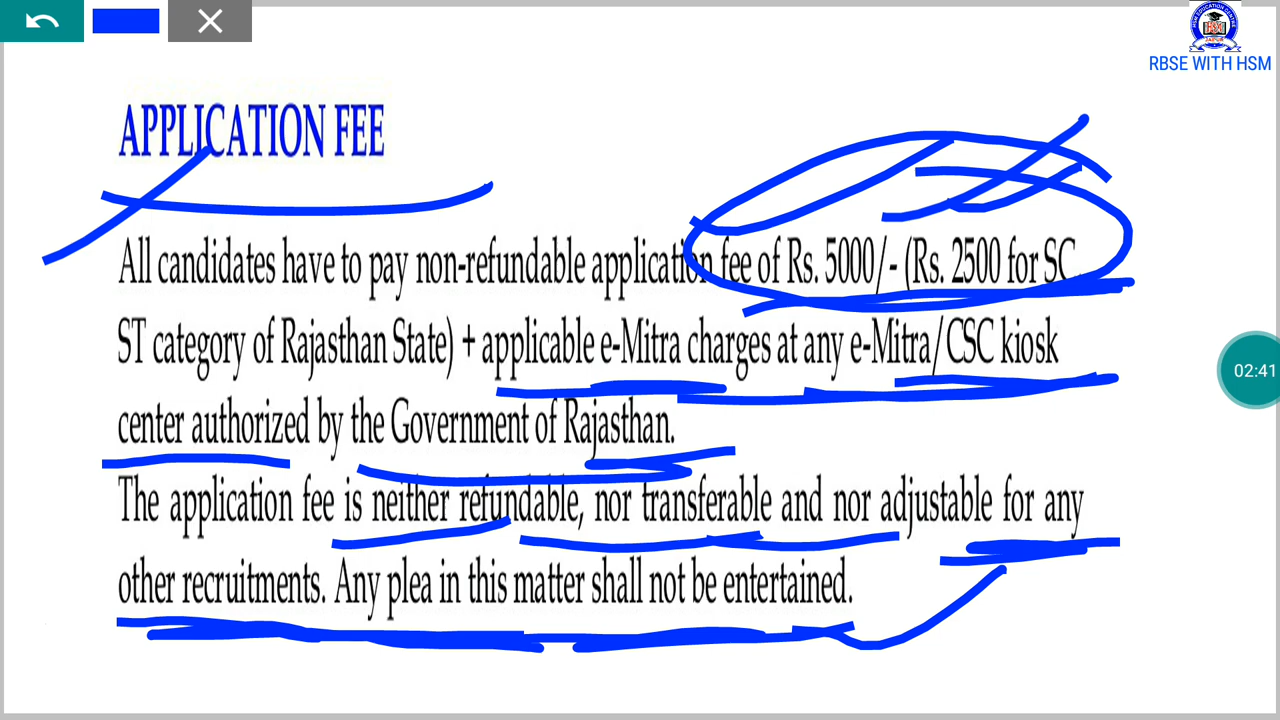 RBSE WITH HSM
APPLICATION FEE
All candidates have to pay non-refundable application fee of Rs. 5000/- (Rs. 2500 for SC
ST category of Rajasthan State) + applicable e-Mitra charges at any e-Mitra/CSC kiosk
center authorized by the Government of Rajasthan.
02:41
The application fee is neither refundable, nor transferable and nor adjustable for any
other recruitments. Any plea in this matter shall not be entertained.